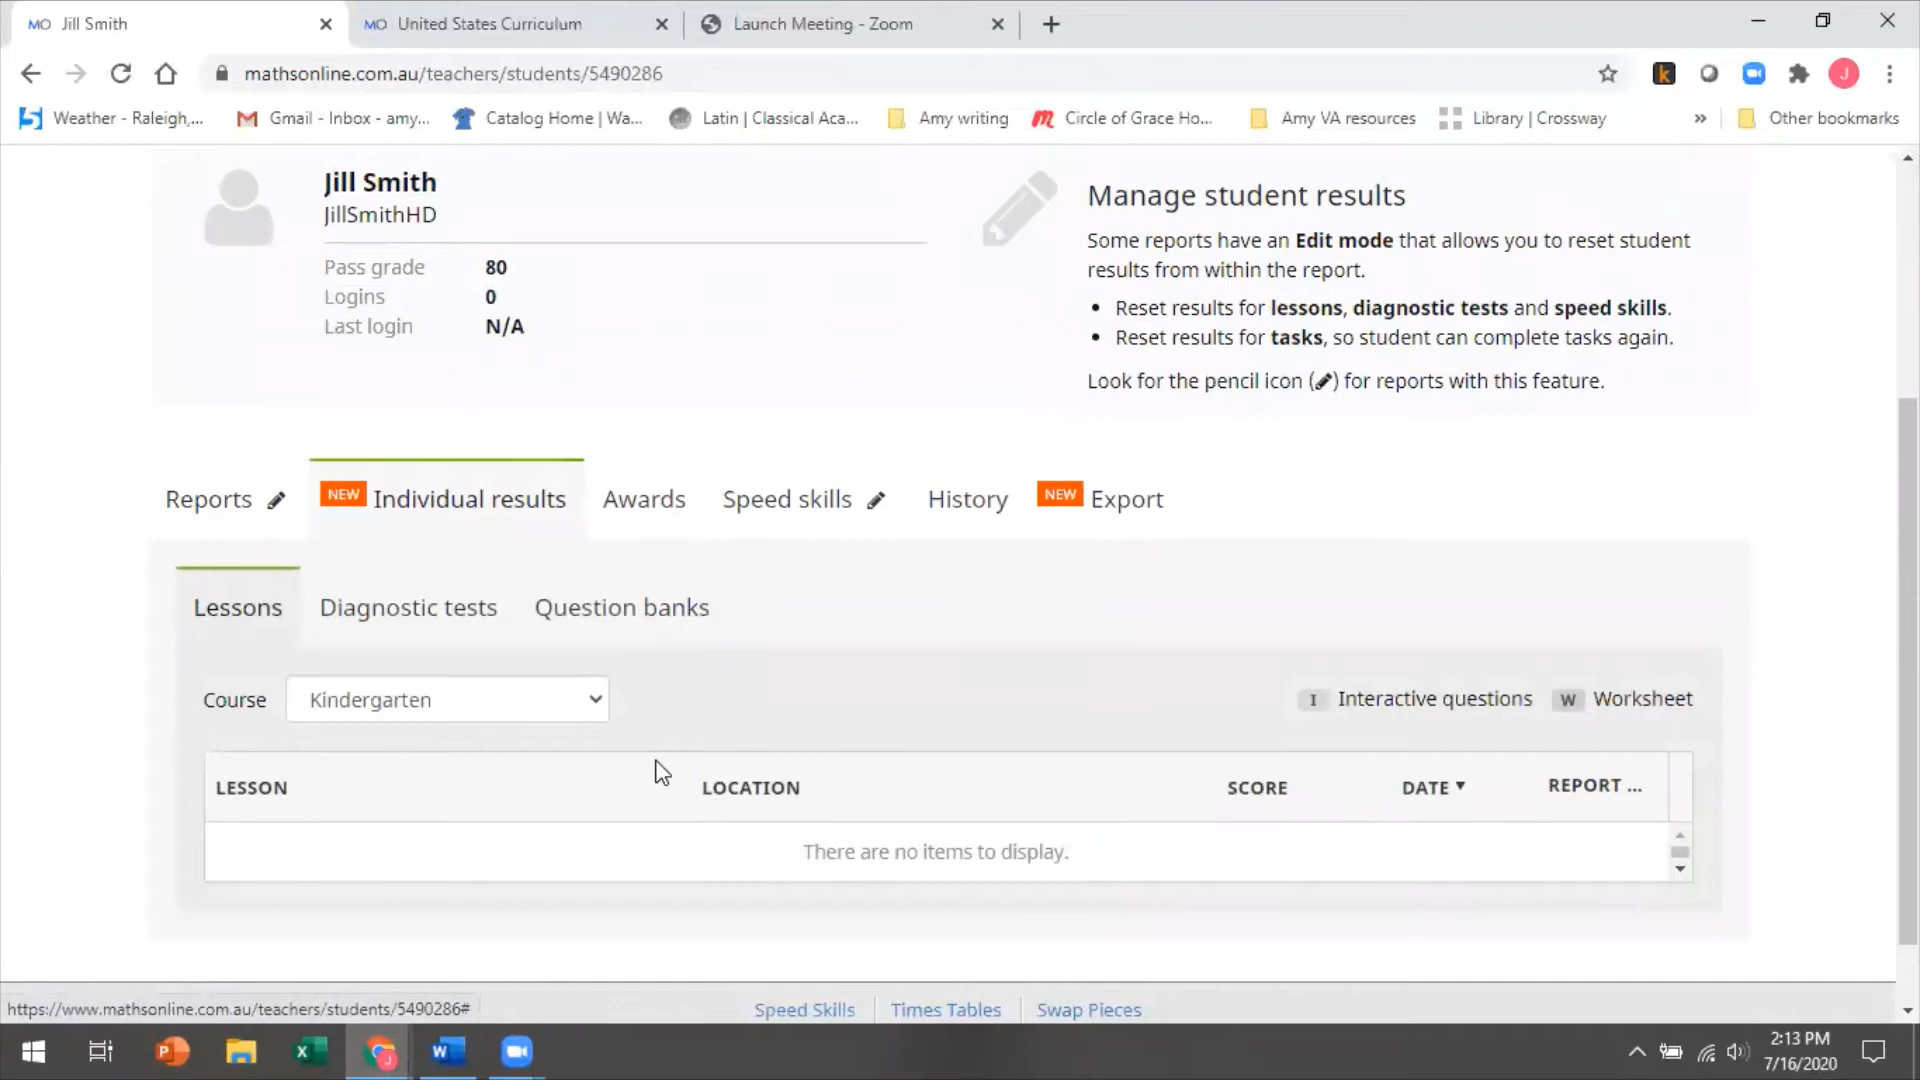 MO Jill Smith
MO United States Curriculum
Launch Meeting - Zoom
mathsonline.com.au/teachers/students/5490286
k
J
Weather - Raleigh,...
Gmail - Inbox - amy...
Catalog Home | Wa...
Latin | Classical Aca...
Amy writing
Circle of Grace Ho...
Amy VA resources
Library | Crossway
»
Other bookmarks
Jill Smith
JillSmithHD
Pass grade 80
Logins 0
Last login N/A
Manage student results
Some reports have an Edit mode that allows you to reset student
results from within the report.
• Reset results for lessons, diagnostic tests and speed skills.
• Reset results for tasks, so student can complete tasks again.
Look for the pencil icon ( ) for reports with this feature.
Reports
NEW Individual results
Awards
Speed skills
History
NEW Export
Lessons
Diagnostic tests
Question banks
Course Kindergarten
I Interactive questions W Worksheet
LESSON LOCATION SCORE DATE ▼ REPORT ...
There are no items to display.
https://www.mathsonline.com.au/teachers/students/5490286#
Speed Skills
Times Tables
Swap Pieces
P
X
J
W
2:13 PM
7/16/2020